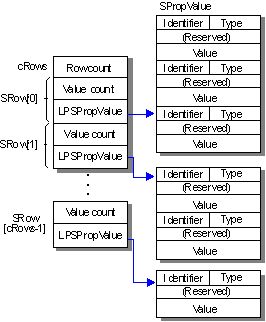 SPropValue
Identifier Type
(Reserved)
Value
Identifier Type
(Reserved)
Value
Identifier Type
(Reserved)
Value
cRows
Rowcount
SRow[0]
Value count
LPSPropValue
SRow[1]
Value count
LPSPropValue
Identifier Type
(Reserved)
Value
Identifier Type
(Reserved)
Value
SRow
[cRows-1]
Value count
LPSPropValue
Identifier Type
(Reserved)
Value